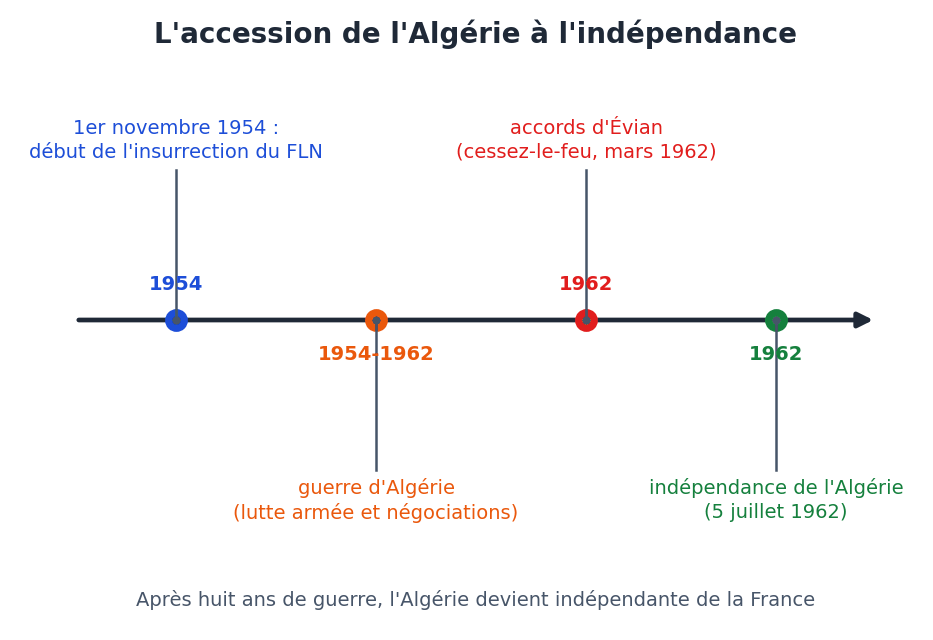 L'accession de l'Algérie à l'indépendance
1er novembre 1954 :
début de l'insurrection du FLN
accords d'Évian
(cessez-le-feu, mars 1962)
1954
1962
1954-1962
1962
guerre d'Algérie
(lutte armée et négociations)
indépendance de l'Algérie
(5 juillet 1962)
Après huit ans de guerre, l'Algérie devient indépendante de la France